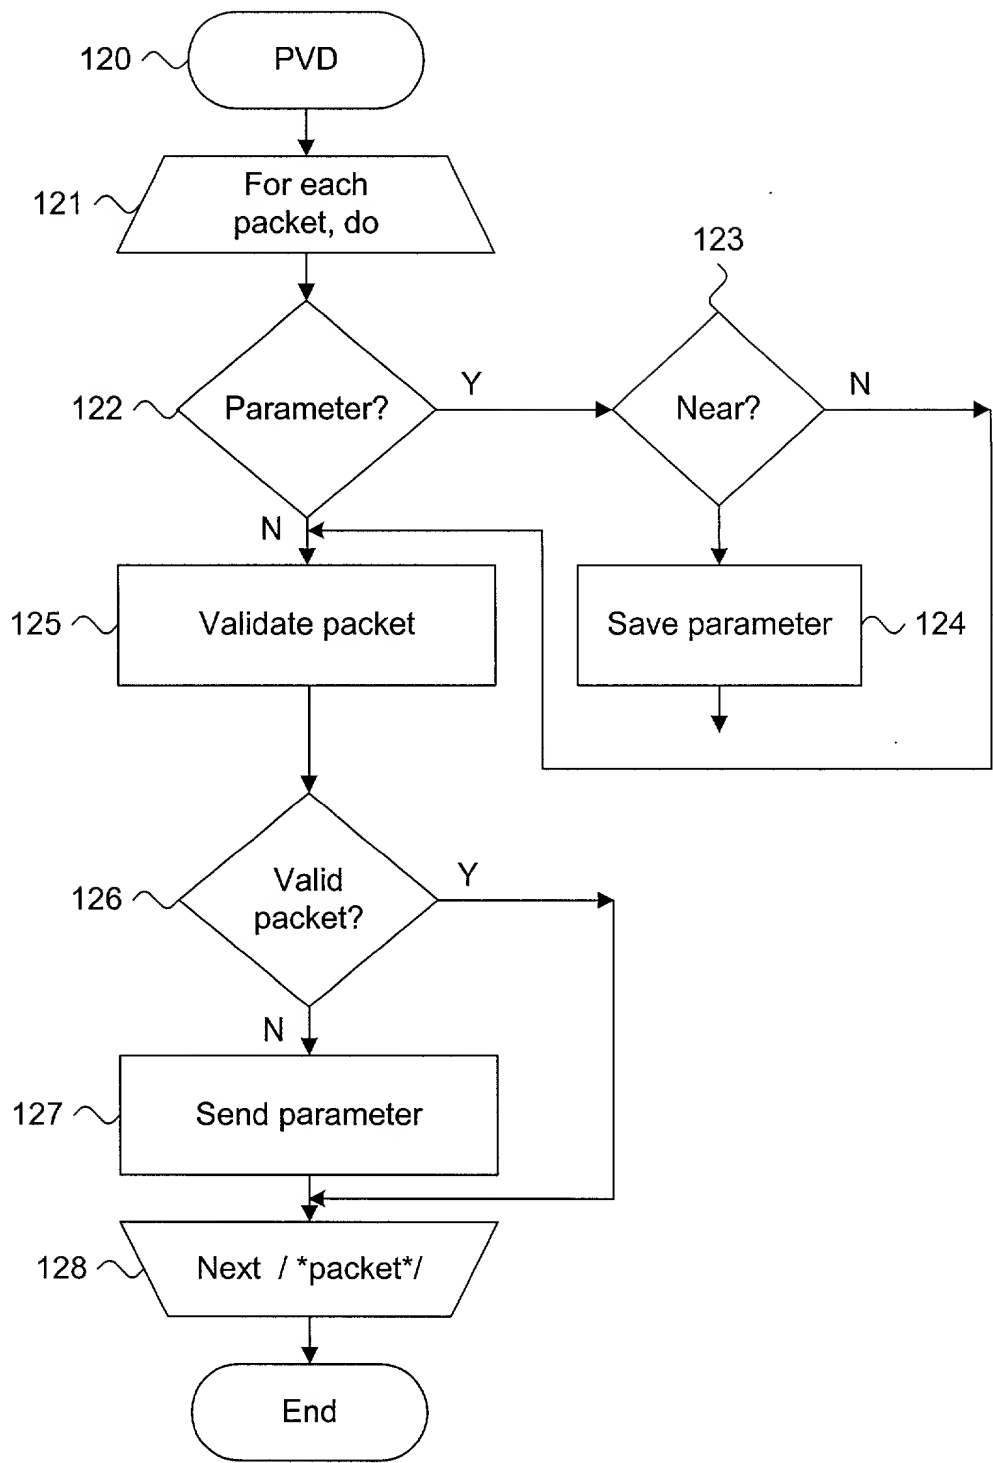 120
PVD
121
For each
packet, do
123
122
Parameter?
Y
Near?
N
N
125
Validate packet
Save parameter
124
126
Valid
packet?
Y
N
127
Send parameter
128
Next / *packet*/
End